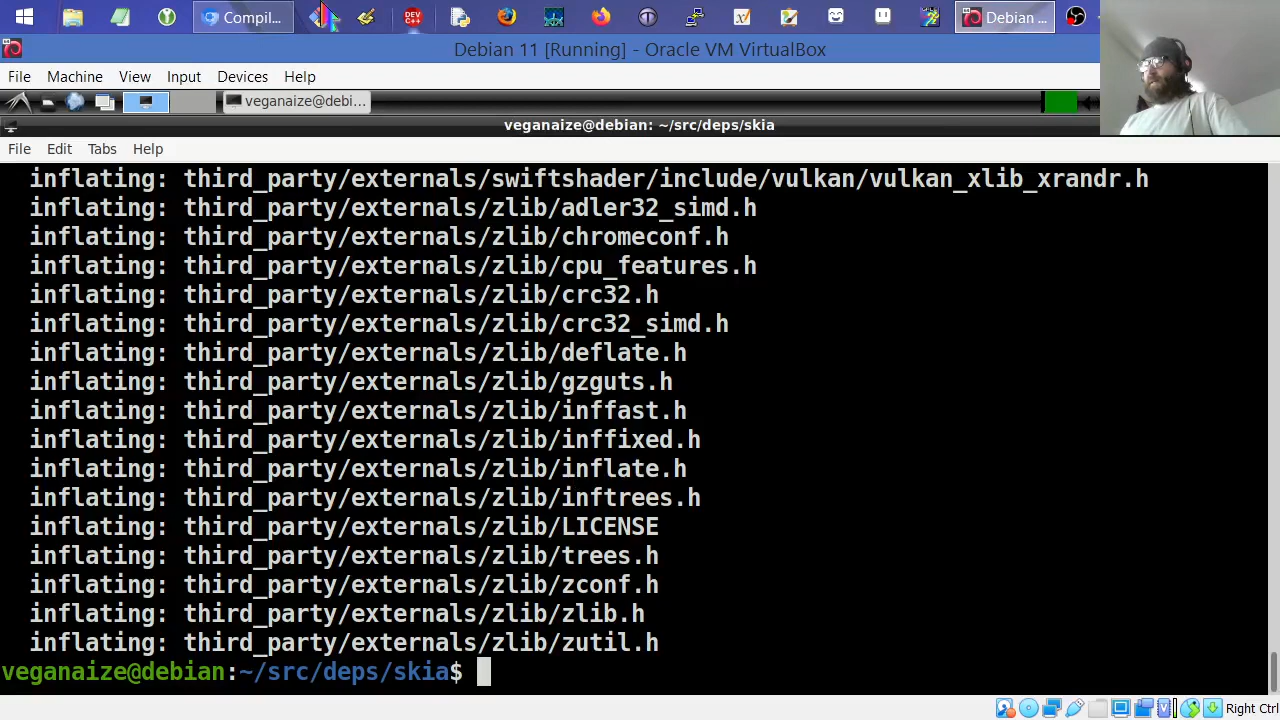 Compil...
DEV C++
Debian ...
Debian 11 [Running] - Oracle VM VirtualBox
File Machine View Input Devices Help
veganaize@debi...
veganaize@debian: ~/src/deps/skia
File Edit Tabs Help
inflating: third_party/externals/swiftshader/include/vulkan/vulkan_xlib_xrandr.h
inflating: third_party/externals/zlib/adler32_simd.h
inflating: third_party/externals/zlib/chromeconf.h
inflating: third_party/externals/zlib/cpu_features.h
inflating: third_party/externals/zlib/crc32.h
inflating: third_party/externals/zlib/crc32_simd.h
inflating: third_party/externals/zlib/deflate.h
inflating: third_party/externals/zlib/gzguts.h
inflating: third_party/externals/zlib/inffast.h
inflating: third_party/externals/zlib/inffixed.h
inflating: third_party/externals/zlib/inflate.h
inflating: third_party/externals/zlib/inftrees.h
inflating: third_party/externals/zlib/LICENSE
inflating: third_party/externals/zlib/trees.h
inflating: third_party/externals/zlib/zconf.h
inflating: third_party/externals/zlib/zlib.h
inflating: third_party/externals/zlib/zutil.h
veganaize@debian:~/src/deps/skia$
Right Ctrl